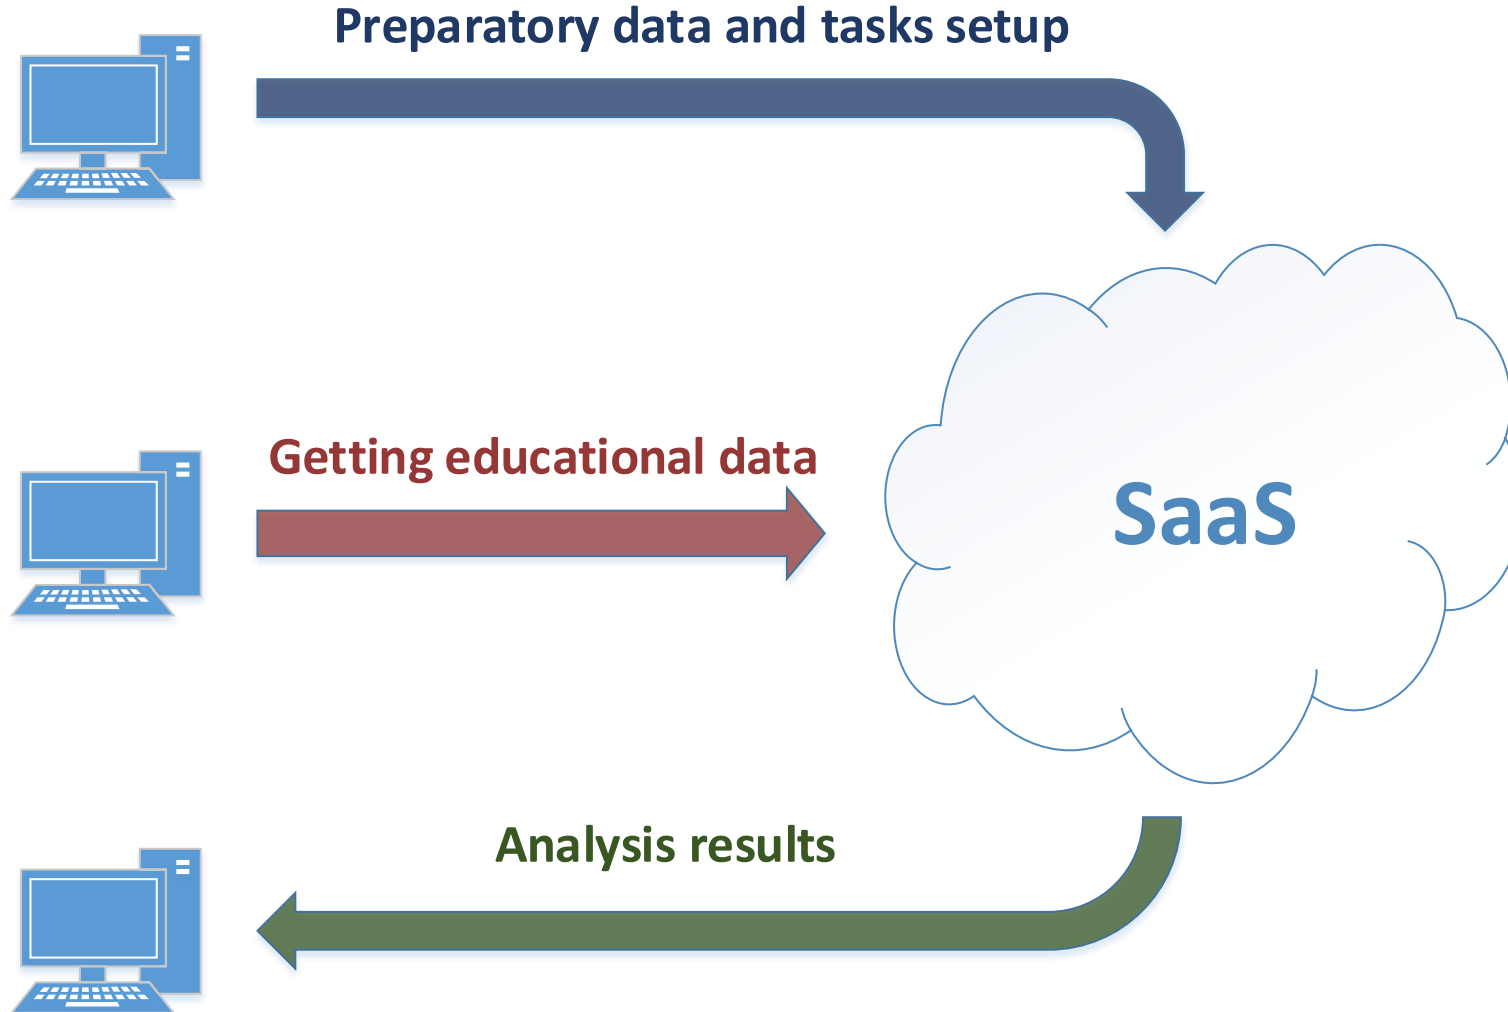 Preparatory data and tasks setup
Getting educational data
SaaS
Analysis results